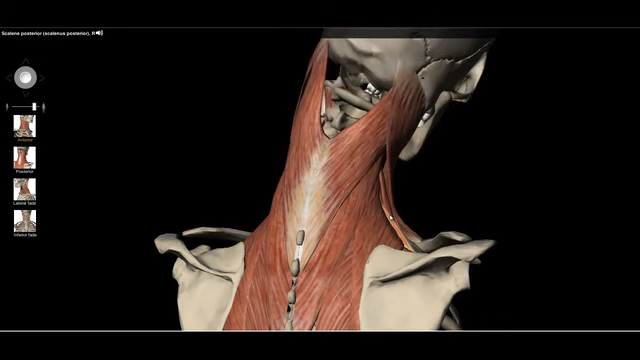 Scalene posterior (scalenus posterior), R
Anterior
Posterior
Lateral fade
Inferior fade